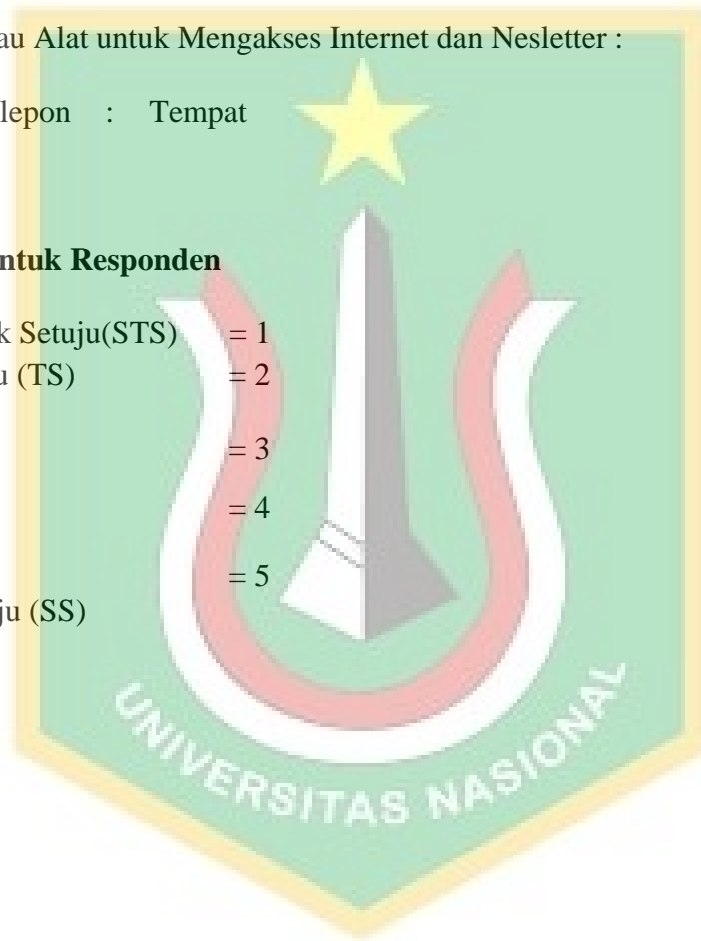 au Alat untuk Mengakses Internet dan Nesletter :
lepon : Tempat
ntuk Responden
k Setuju(STS) = 1
u (TS) = 2
= 3
= 4
= 5
ju (SS)
UNIVERSITAS NASIONAL